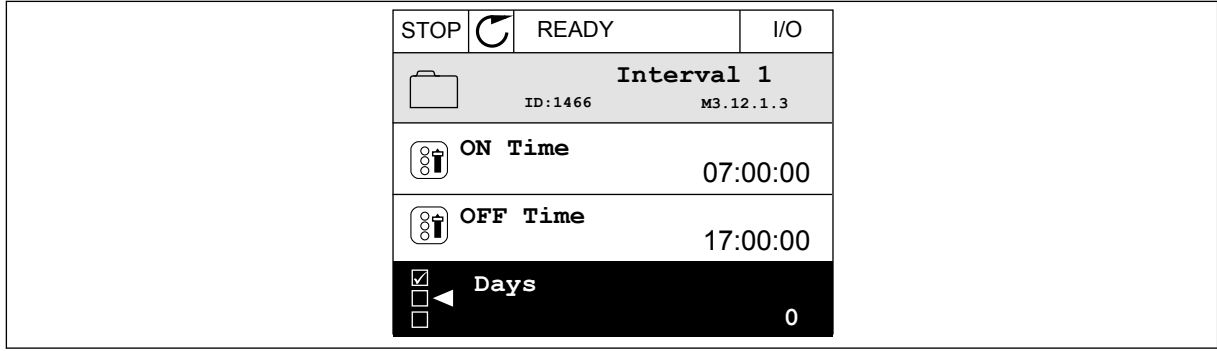 STOP READY I/O
Interval 1
ID:1466 M3.12.1.3
ON Time
07:00:00
OFF Time
17:00:00
Days
0